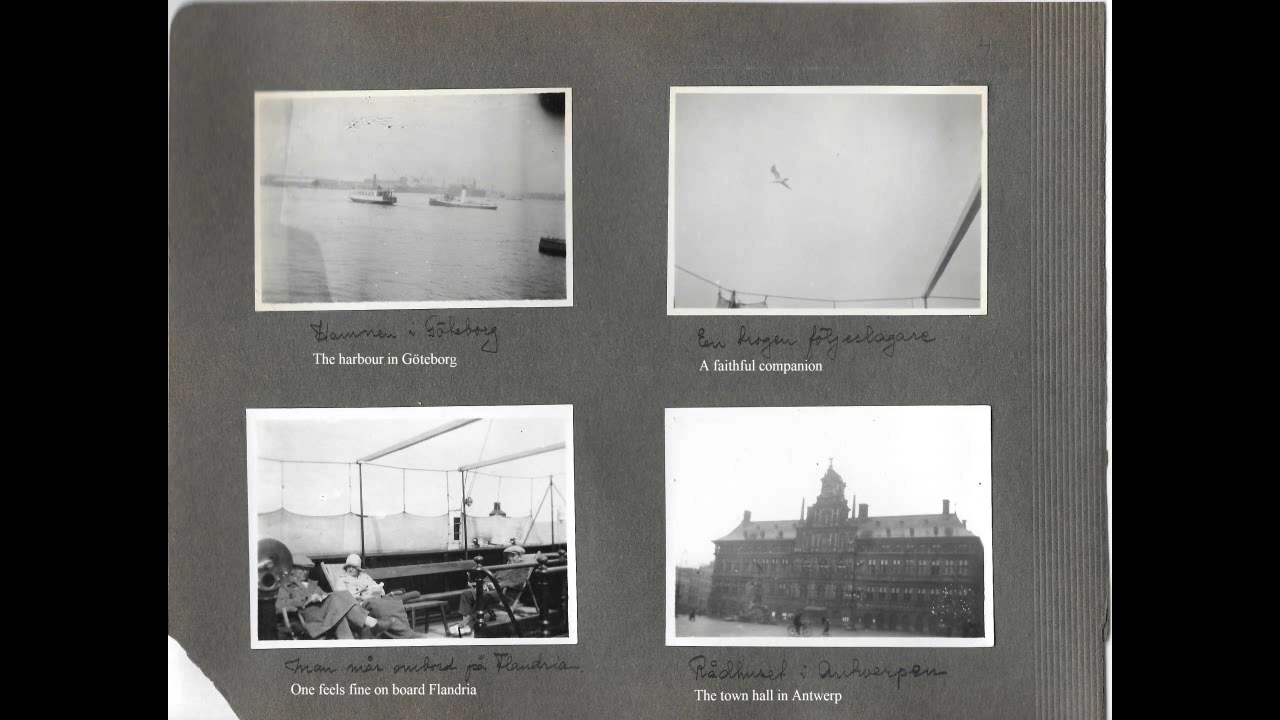 4
Hamnen i Göteborg
The harbour in Göteborg
En trogen följeslagare
A faithful companion
Man mår ombord på Flandria.
One feels fine on board Flandria
Rådhuset i Antwerpen
The town hall in Antwerp